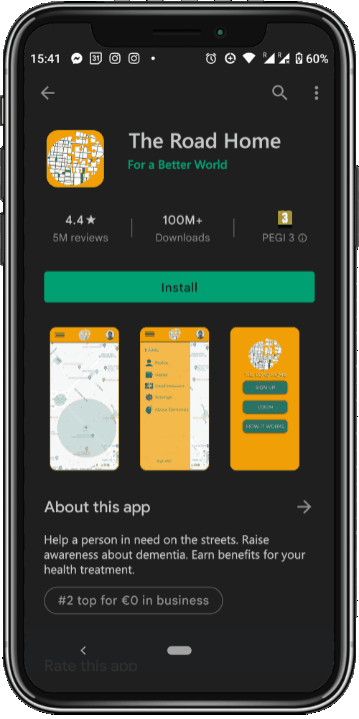 15:41
31
60%
The Road Home
For a Better World
4.4★
5M reviews
100M+
Downloads
3
PEGI 3
Install
SIGN UP
LOGIN
HOW IT WORKS
About this app
Help a person in need on the streets. Raise
awareness about dementia. Earn benefits for your
health treatment.
#2 top for €0 in business
Rate this app